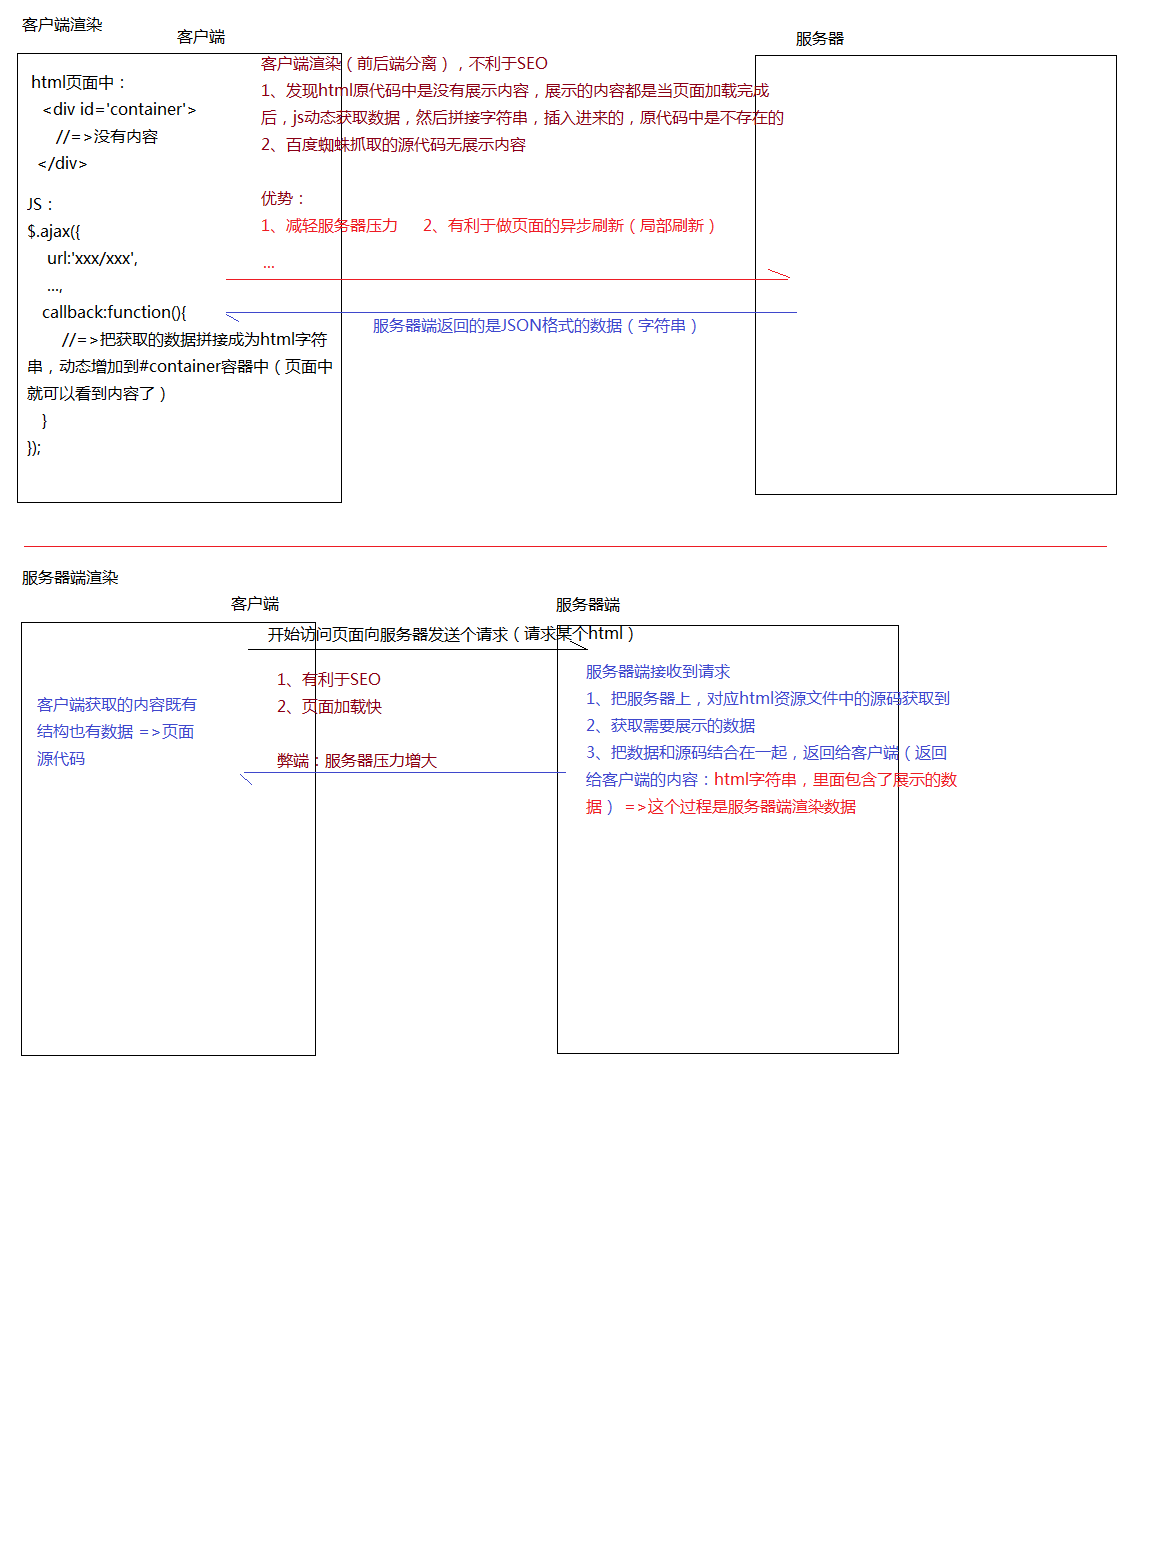 客户端渲染
客户端
服务器
html页面中：
<div id='container'>
//=>没有内容
</div>
JS：
$.ajax({
url:'xxx/xxx',
...,
callback:function(){
//=>把获取的数据拼接成为html字符
串，动态增加到#container容器中（页面中
就可以看到内容了）
}
});
客户端渲染（前后端分离），不利于SEO
1、发现html原代码中是没有展示内容，展示的内容都是当页面加载完成
后，js动态获取数据，然后拼接字符串，插入进来的，原代码中是不存在的
2、百度蜘蛛抓取的源代码无展示内容
优势：
1、减轻服务器压力 2、有利于做页面的异步刷新（局部刷新）
...
服务器端返回的是JSON格式的数据（字符串）
服务器端渲染
客户端
服务器端
开始访问页面向服务器发送个请求（请求某个html）
客户端获取的内容既有
结构也有数据 =>页面
源代码
1、有利于SEO
2、页面加载快
弊端：服务器压力增大
服务器端接收到请求
1、把服务器上，对应html资源文件中的源码获取到
2、获取需要展示的数据
3、把数据和源码结合在一起，返回给客户端（返回
给客户端的内容：html字符串，里面包含了展示的数
据） =>这个过程是服务器端渲染数据